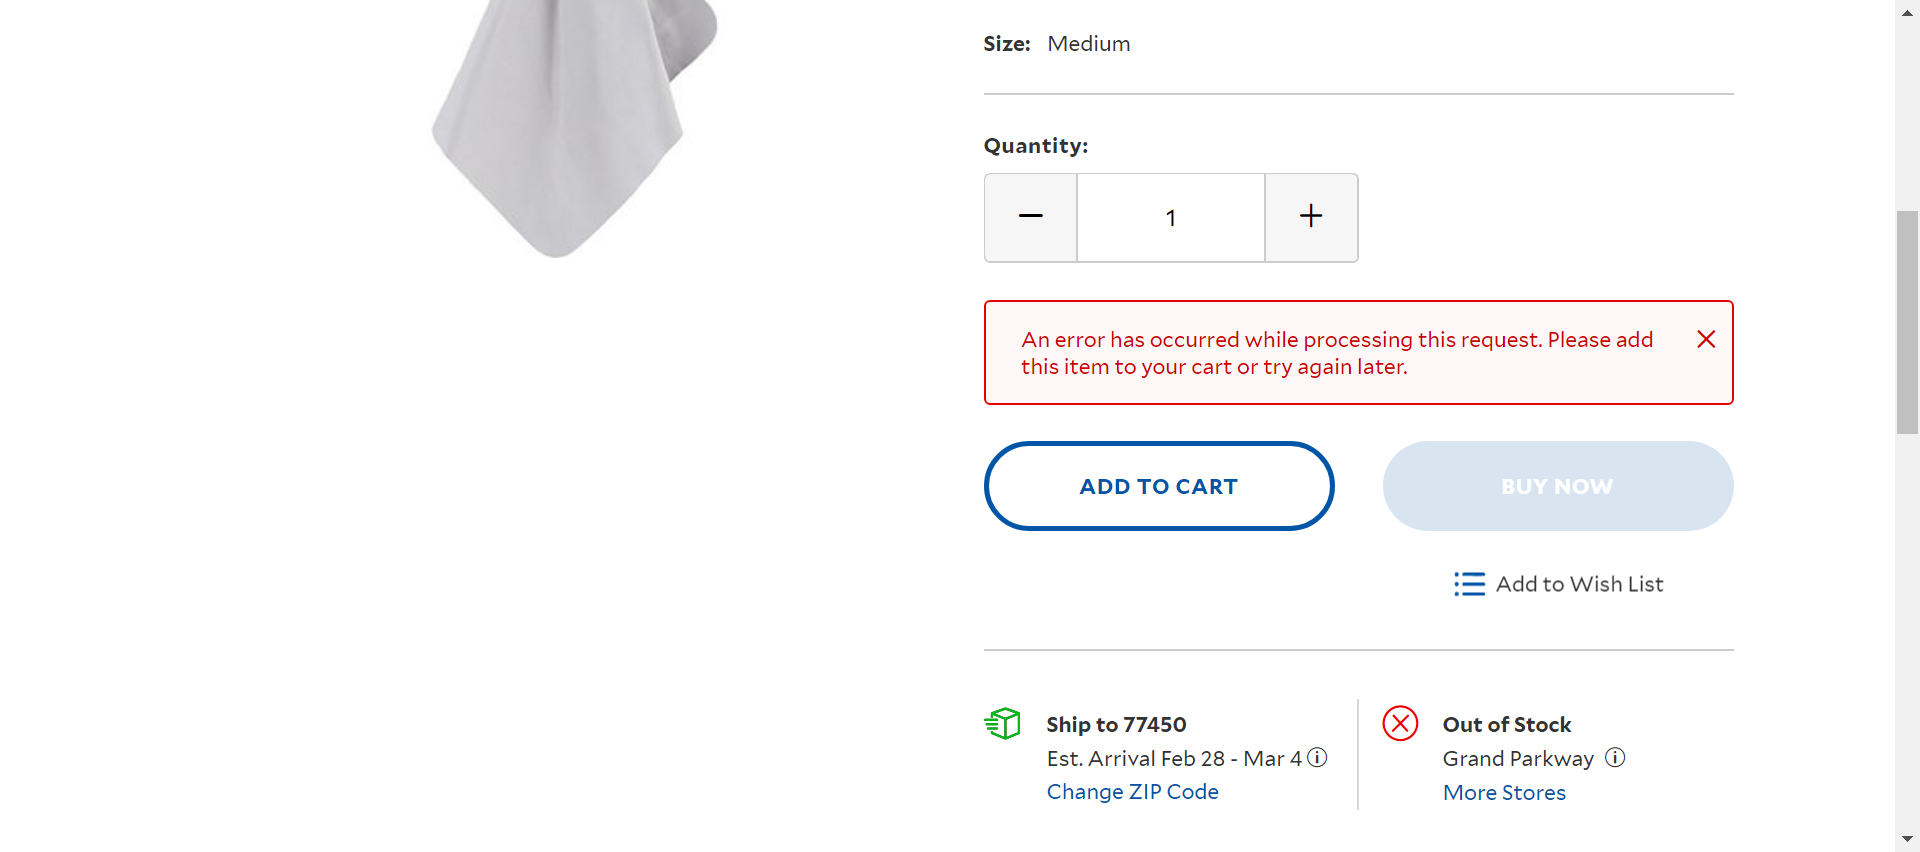 Size: Medium
Quantity:
1
An error has occurred while processing this request. Please add
this item to your cart or try again later.
ADD TO CART
BUY NOW
Add to Wish List
Ship to 77450
Est. Arrival Feb 28 - Mar 4
Change ZIP Code
Out of Stock
Grand Parkway
More Stores